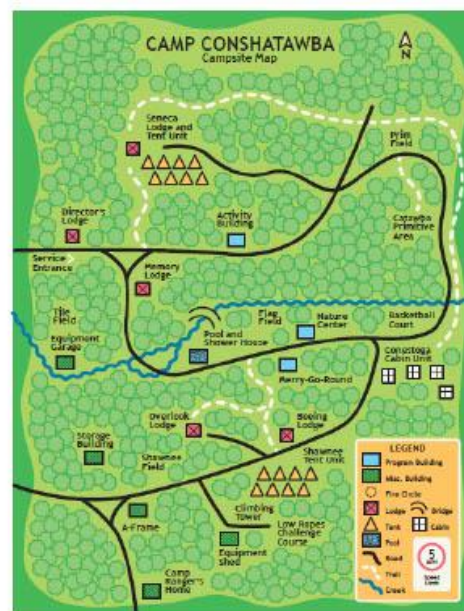 CAMP CONSHATAWBA
Campsite Map
N
Seneca
Lodge and
Tent Unit
Prim
Field
Director's
Lodge
Activity
Building
Catawba
Primitive
Area
Service
Entrance
Memory
Lodge
Tile
Field
Equipment
Garage
Pool and
Shower House
Flag
Field
Nature
Center
Basketball
Court
Conestoga
Cabin Unit
Merry-Go-Round
Overlook
Lodge
Boeing
Lodge
Storage
Building
Shawnee
Field
Shawnee
Tent Unit
A-Frame
Climbing
Tower
Low Ropes
Challenge
Course
Equipment
Shed
Camp
Ranger's
Home
LEGEND
Program Building
Misc. Building
Fire Circle
Lodge
Bridge
Tent
Cabin
Pool
Road
Trail
Creek
5
Speed
Limit